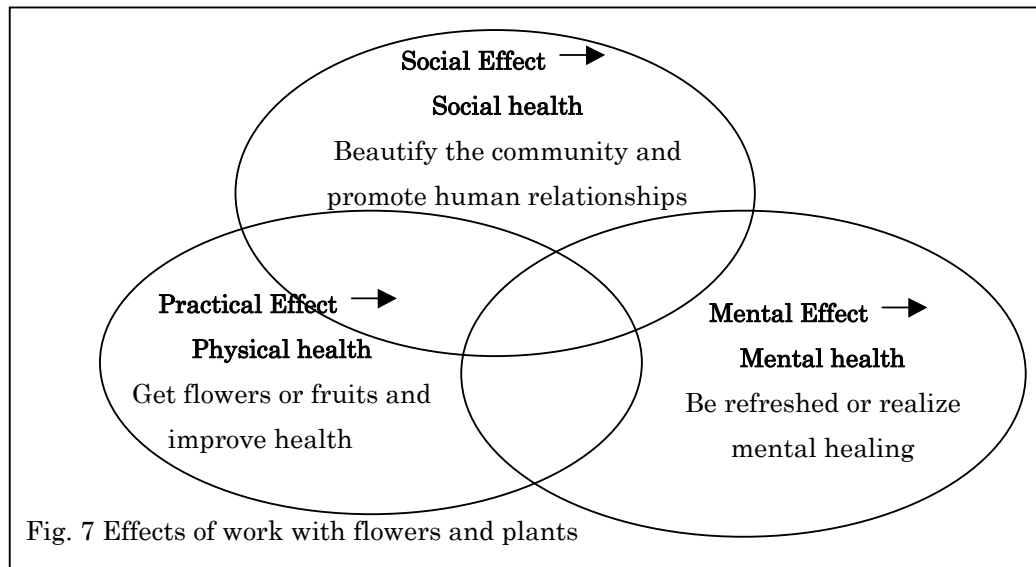 Social Effect →
Social health
Beautify the community and
promote human relationships
Practical Effect →
Physical health
Get flowers or fruits and
improve health
Mental Effect →
Mental health
Be refreshed or realize
mental healing
Fig. 7 Effects of work with flowers and plants